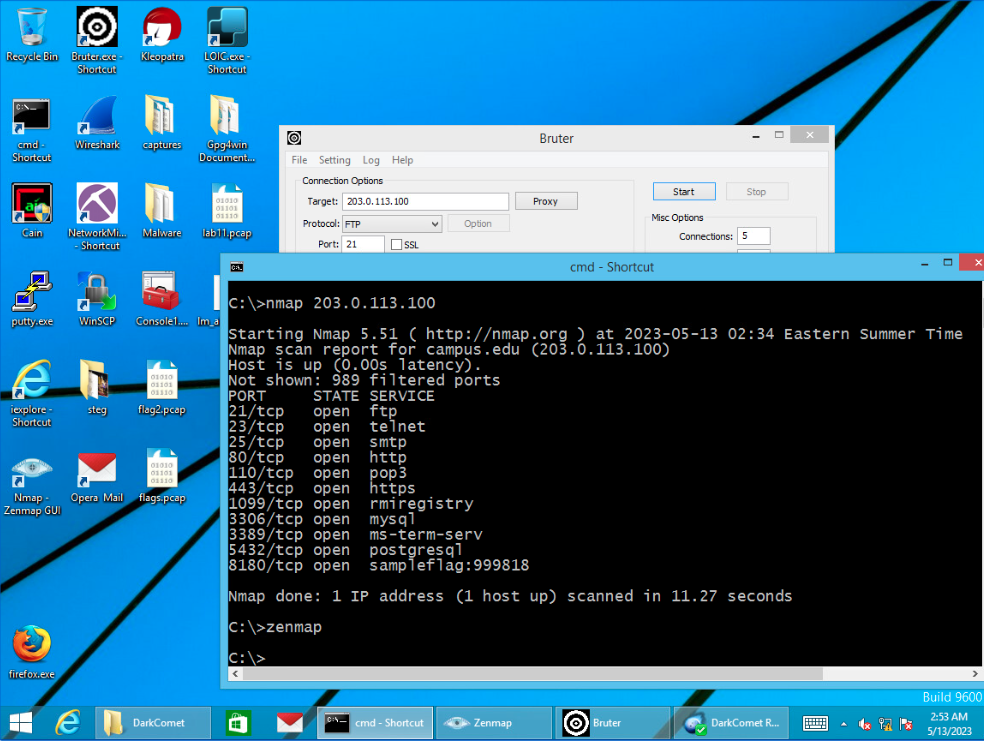 Recycle Bin
Bruter.exe - Shortcut
Kleopatra
LOIC.exe - Shortcut
cmd - Shortcut
Wireshark
captures
Gpg4win Document...
Cain
NetworkMi... - Shortcut
Malware
lab11.pcap
putty.exe
WinSCP
Console1....
lm_a
iexplore - Shortcut
steg
flag2.pcap
Nmap - Zenmap GUI
Opera Mail
flags.pcap
firefox.exe
Bruter
File Setting Log Help
Connection Options
Target: 203.0.113.100 Proxy
Protocol: FTP Option
Port: 21 SSL
Start Stop
Misc Options
Connections: 5
cmd - Shortcut
C:\>nmap 203.0.113.100
Starting Nmap 5.51 ( http://nmap.org ) at 2023-05-13 02:34 Eastern Summer Time
Nmap scan report for campus.edu (203.0.113.100)
Host is up (0.00s latency).
Not shown: 989 filtered ports
PORT STATE SERVICE
21/tcp open ftp
23/tcp open telnet
25/tcp open smtp
80/tcp open http
110/tcp open pop3
443/tcp open https
1099/tcp open rmiregistry
3306/tcp open mysql
3389/tcp open ms-term-serv
5432/tcp open postgresql
8180/tcp open sampleflag:999818
Nmap done: 1 IP address (1 host up) scanned in 11.27 seconds
C:\>zenmap
C:\>
Build 9600
DarkComet
cmd - Shortcut
Zenmap
Bruter
DarkComet R...
2:53 AM
5/13/2023